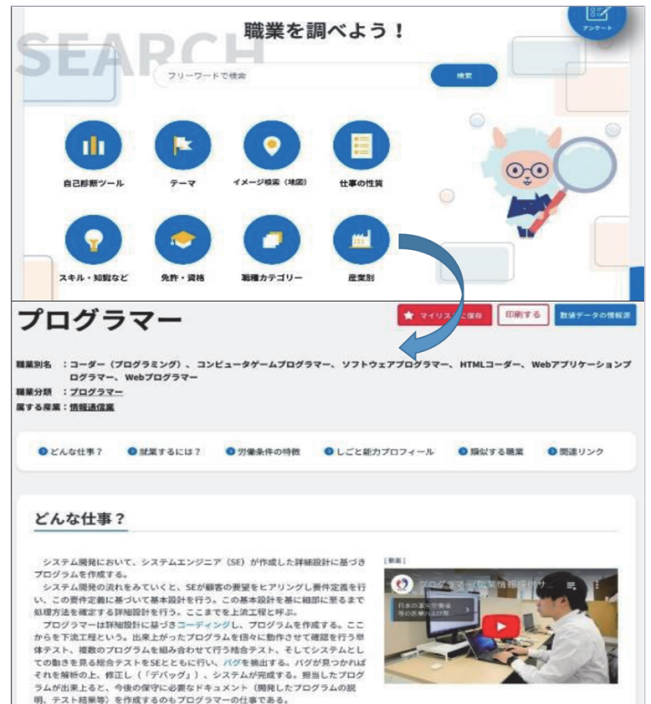 職業を調べよう！
アンケート
SEARCH
フリーワードで検索
検索
自己診断ツール
テーマ
イメージ検索（地図）
仕事の性質
スキル・知識など
免許・資格
職種カテゴリー
産業別
プログラマー
マイリストに保存
印刷する
数値データの情報源
職業別名 ：コーダー（プログラミング）、コンピュータゲームプログラマー、ソフトウェアプログラマー、HTMLコーダー、Webアプリケーションプ
ログラマー、Webプログラマー
職業分類 ：プログラマー
属する産業：情報通信業
どんな仕事？
就業するには？
労働条件の特徴
しごと能力プロフィール
類似する職業
関連リンク
どんな仕事？
システム開発において、システムエンジニア（SE）が作成した詳細設計に基づき
プログラムを作成する。
システム開発の流れをみていくと、SEが顧客の要望をヒアリングし要件定義を行
い、この要件定義に基づいて基本設計を行う。この基本設計を基に細部に至るまで
処理方法を確定する詳細設計を行う。ここまでを上流工程と呼ぶ。
プログラマーは詳細設計に基づきコーディングし、プログラムを作成する。ここ
からを下流工程という。出来上がったプログラムを個々に動作させて確認を行う単
体テスト、複数のプログラムを組み合わせて行う結合テスト、そしてシステムとし
ての動きを見る総合テストをSEとともに行い、バグを検出する。バグが見つかれば
それを解析の上、修正し（「デバッグ」）、システムが完成する。担当したプログ
ラムが出来上ると、今後の保守に必要なドキュメント（開発したプログラムの説
明、テスト結果等）を作成するのもプログラマーの仕事である。
[動画]
プログラマー/職業情報提供サ...